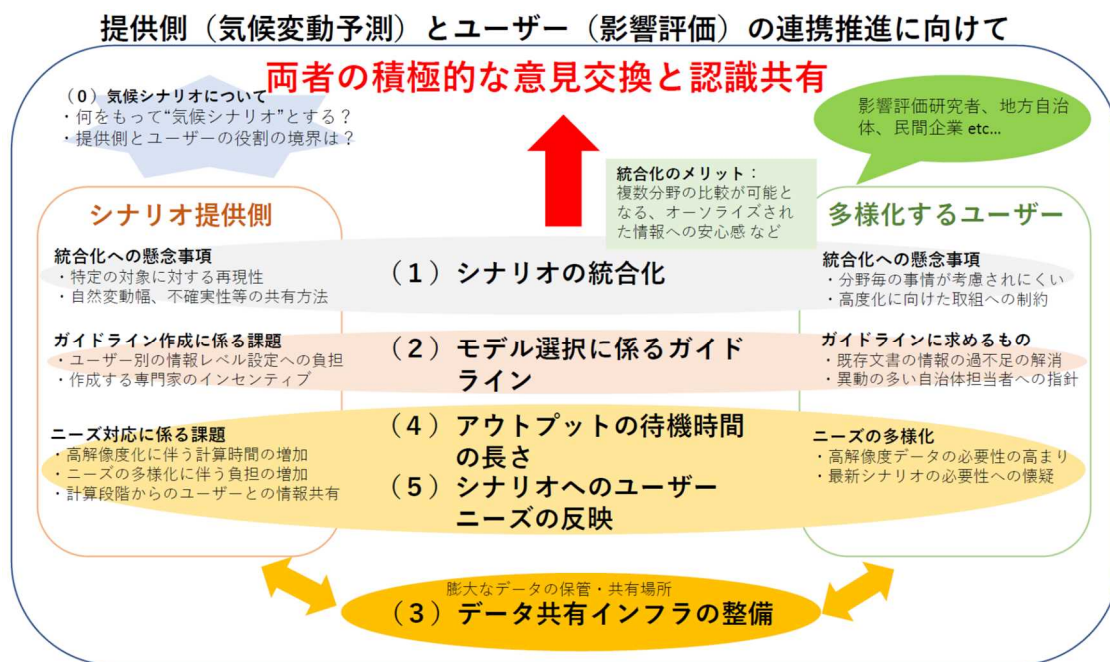 提供側（気候変動予測）とユーザー（影響評価）の連携推進に向けて
両者の積極的な意見交換と認識共有
（０）気候シナリオについて
・何をもって“気候シナリオ”とする？
・提供側とユーザーの役割の境界は？
影響評価研究者、地方自治
体、民間企業 etc...
統合化のメリット：
複数分野の比較が可能と
なる、オーソライズされ
た情報への安心感 など
シナリオ提供側
統合化への懸念事項
・特定の対象に対する再現性
・自然変動幅、不確実性等の共有方法
ガイドライン作成に係る課題
・ユーザー別の情報レベル設定への負担
・作成する専門家のインセンティブ
ニーズ対応に係る課題
・高解像度化に伴う計算時間の増加
・ニーズの多様化に伴う負担の増加
・計算段階からのユーザーとの情報共有
（１）シナリオの統合化
（２）モデル選択に係るガイド
ライン
（４）アウトプットの待機時間
の長さ
（５）シナリオへのユーザー
ニーズの反映
多様化するユーザー
統合化への懸念事項
・分野毎の事情が考慮されにくい
・高度化に向けた取組への制約
ガイドラインに求めるもの
・既存文書の情報の過不足の解消
・異動の多い自治体担当者への指針
ニーズの多様化
・高解像度データの必要性の高まり
・最新シナリオの必要性への懐疑
膨大なデータの保管・共有場所
（３）データ共有インフラの整備